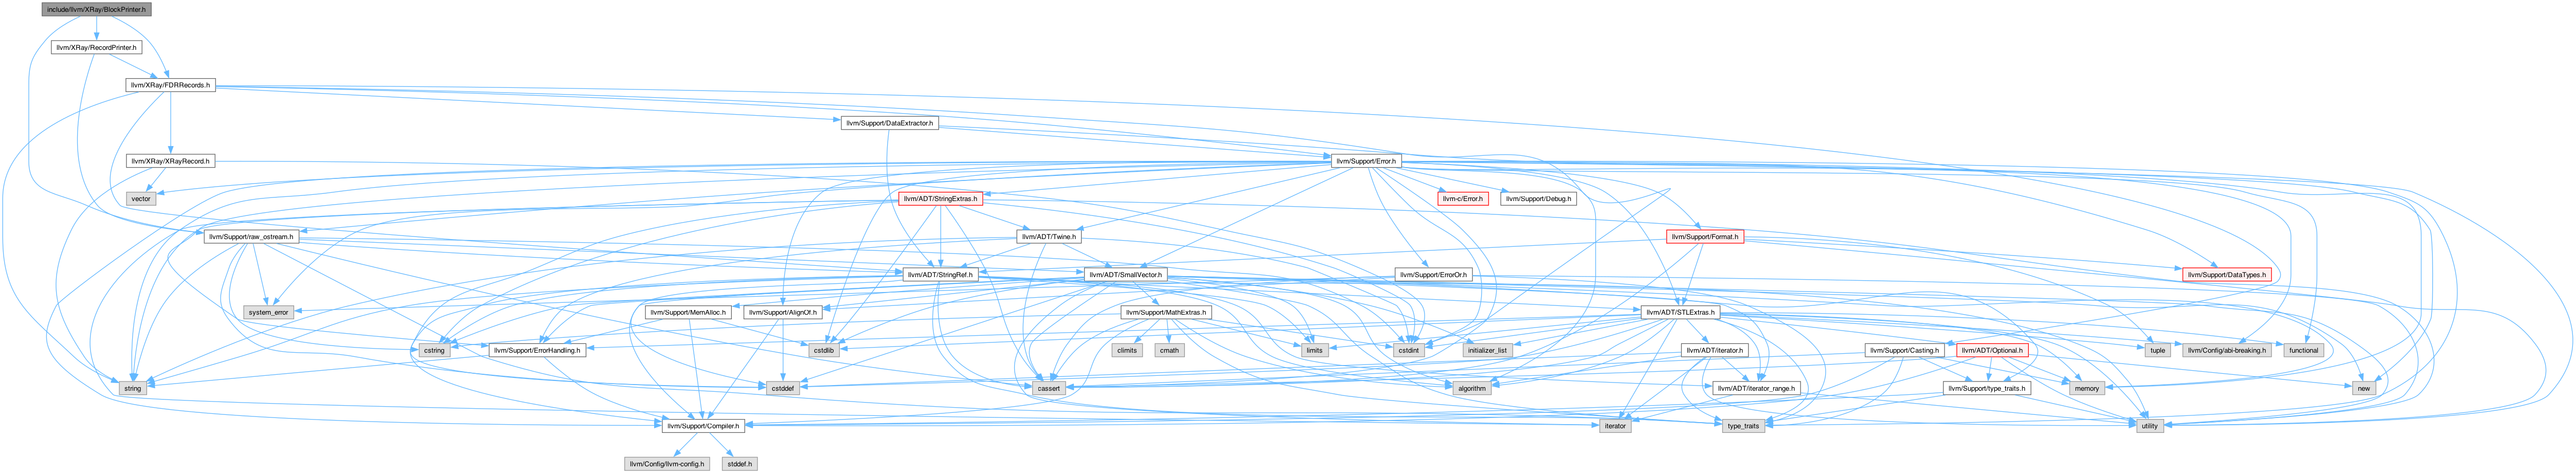 include/llvm/XRay/BlockPrinter.h
llvm/XRay/RecordPrinter.h
llvm/XRay/FDRRecords.h
llvm/Support/DataExtractor.h
llvm/XRay/XRayRecord.h
llvm/Support/Error.h
vector
llvm/ADT/StringExtras.h
llvm-c/Error.h
llvm/Support/Debug.h
llvm/Support/raw_ostream.h
llvm/ADT/Twine.h
llvm/Support/Format.h
llvm/ADT/StringRef.h
llvm/ADT/SmallVector.h
llvm/Support/ErrorOr.h
llvm/Support/DataTypes.h
system_error
llvm/Support/MemAlloc.h
llvm/Support/AlignOf.h
llvm/Support/MathExtras.h
llvm/ADT/STLExtras.h
cstring
llvm/Support/ErrorHandling.h
cstdlib
climits
cmath
limits
cstdint
initializer_list
llvm/ADT/iterator.h
llvm/Support/Casting.h
llvm/ADT/Optional.h
tuple
llvm/Config/abi-breaking.h
functional
string
cstddef
cassert
algorithm
llvm/ADT/iterator_range.h
llvm/Support/type_traits.h
memory
new
llvm/Support/Compiler.h
iterator
type_traits
utility
llvm/Config/llvm-config.h
stddef.h